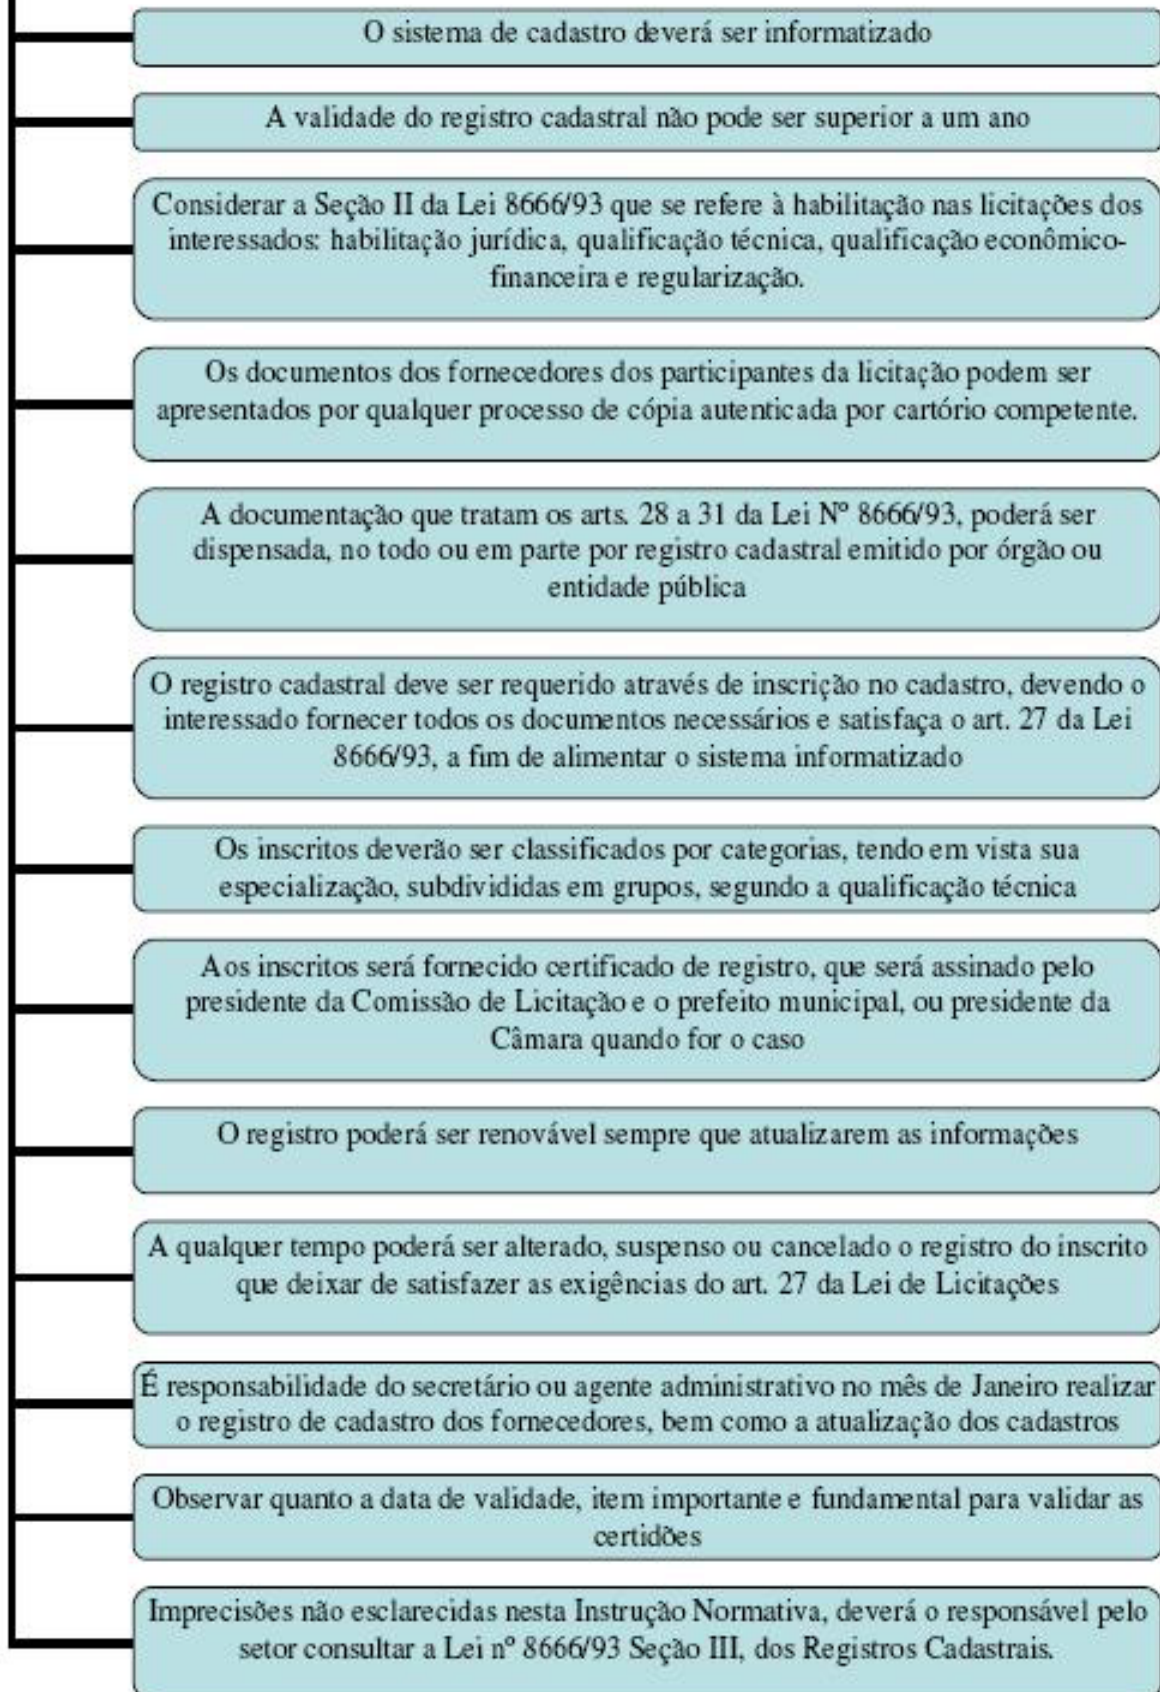 O sistema de cadastro deverá ser informatizado
A validade do registro cadastral não pode ser superior a um ano
Considerar a Seção II da Lei 8666/93 que se refere à habilitação nas licitações dos
interessados: habilitação jurídica, qualificação técnica, qualificação econômico-
financeira e regularização.
Os documentos dos fornecedores dos participantes da licitação podem ser
apresentados por qualquer processo de cópia autenticada por cartório competente.
A documentação que tratam os arts. 28 a 31 da Lei Nº 8666/93, poderá ser
dispensada, no todo ou em parte por registro cadastral emitido por órgão ou
entidade pública
O registro cadastral deve ser requerido através de inscrição no cadastro, devendo o
interessado fornecer todos os documentos necessários e satisfaça o art. 27 da Lei
8666/93, a fim de alimentar o sistema informatizado
Os inscritos deverão ser classificados por categorias, tendo em vista sua
especialização, subdivididas em grupos, segundo a qualificação técnica
Aos inscritos será fornecido certificado de registro, que será assinado pelo
presidente da Comissão de Licitação e o prefeito municipal, ou presidente da
Câmara quando for o caso
O registro poderá ser renovável sempre que atualizarem as informações
A qualquer tempo poderá ser alterado, suspenso ou cancelado o registro do inscrito
que deixar de satisfazer as exigências do art. 27 da Lei de Licitações
É responsabilidade do secretário ou agente administrativo no mês de Janeiro realizar
o registro de cadastro dos fornecedores, bem como a atualização dos cadastros
Observar quanto a data de validade, item importante e fundamental para validar as
certidões
Imprecisões não esclarecidas nesta Instrução Normativa, deverá o responsável pelo
setor consultar a Lei nº 8666/93 Seção III, dos Registros Cadastrais.